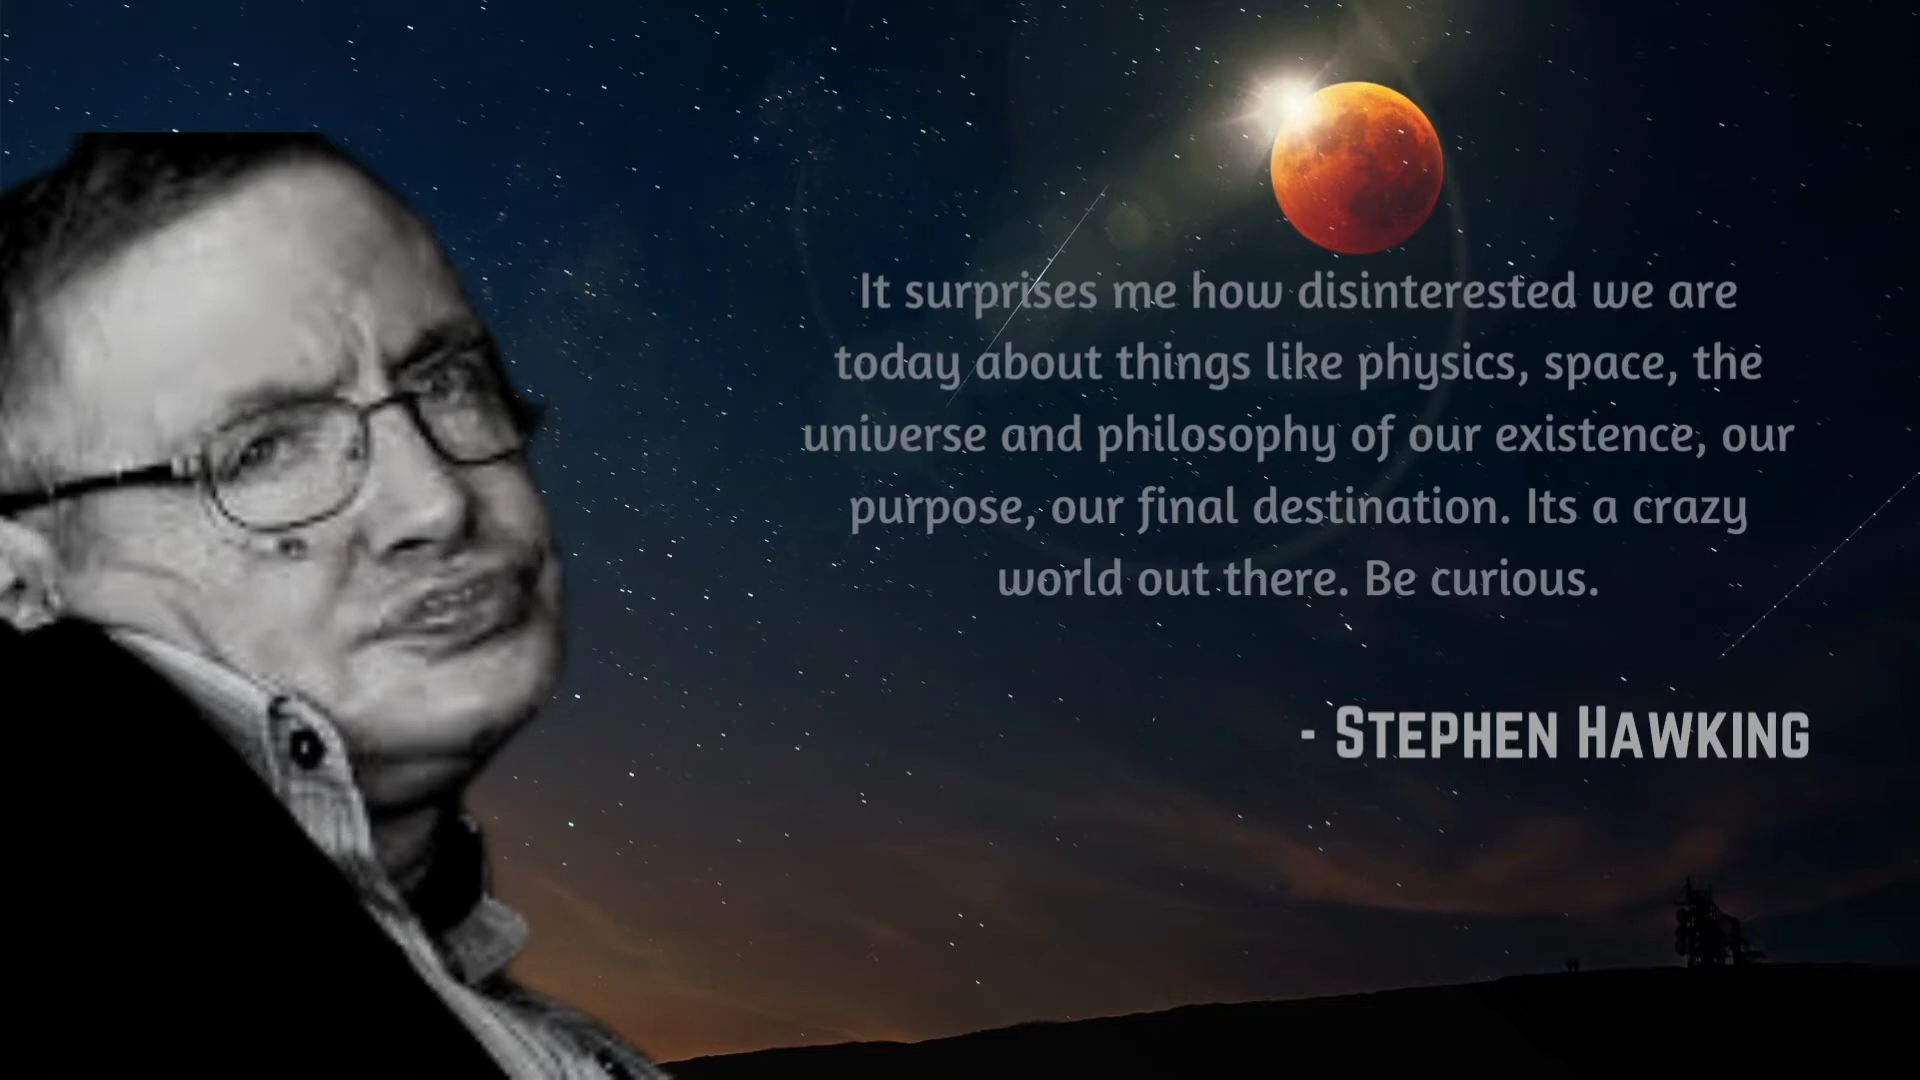 It surprises me how disinterested we are
today about things like physics, space, the
universe and philosophy of our existence, our
purpose, our final destination. Its a crazy
world out there. Be curious.
- STEPHEN HAWKING